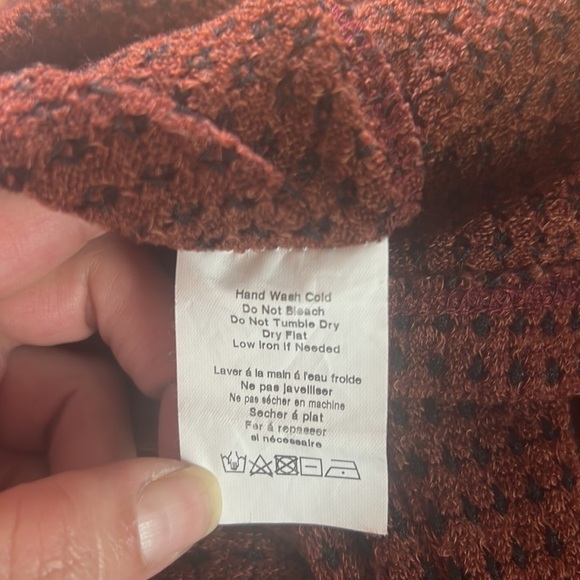 Hand Wash Cold
Do Not Bleach
Do Not Tumble Dry
Dry Flat
Low Iron If Needed
Laver á la main á l'eau froide
Ne pas javelliser
Ne pas sécher en machine
Secher á plat
Fer á repasser
si nécessaire